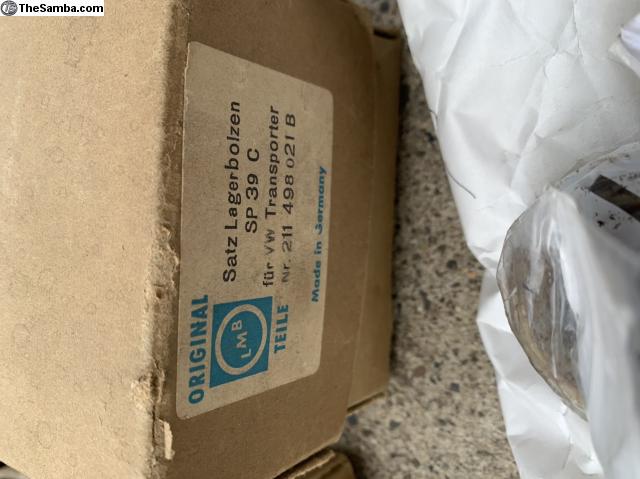 TheSamba.com
ORIGINAL
LMB
TEILE
Satz Lagerbolzen
SP 39 C
für VW Transporter
Nr. 211 498 021 B
Made in Germany